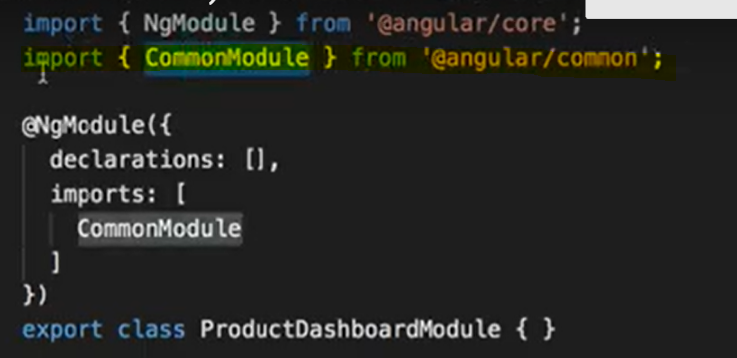 import { NgModule } from '@angular/core';
import { CommonModule } from '@angular/common';
@NgModule({
declarations: [],
imports: [
CommonModule
]
})
export class ProductDashboardModule { }